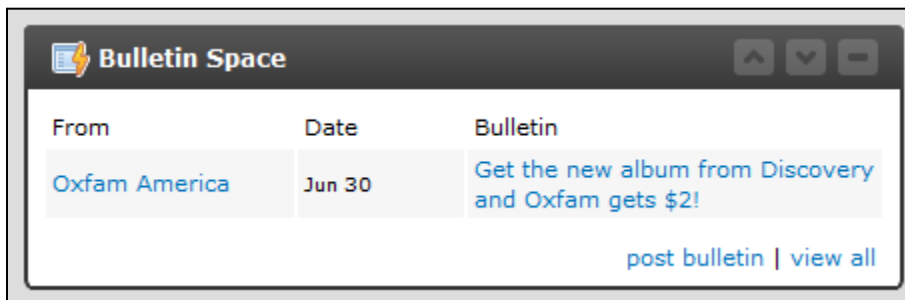 Bulletin Space
From Date Bulletin
Oxfam America Jun 30 Get the new album from Discovery
and Oxfam gets $2!
post bulletin | view all